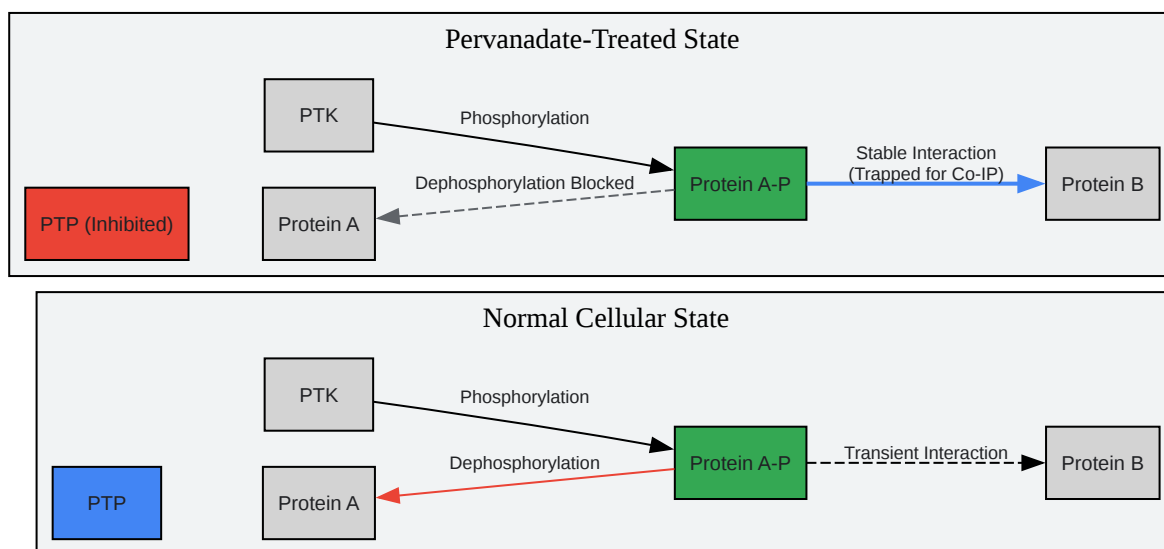 Pervanadate-Treated State
PTK
Phosphorylation
Dephosphorylation Blocked
Protein A-P
Stable Interaction
(Trapped for Co-IP)
Protein B
PTP (Inhibited)
Protein A
Normal Cellular State
PTK
Phosphorylation
Dephosphorylation
Protein A-P
Transient Interaction
Protein B
PTP
Protein A